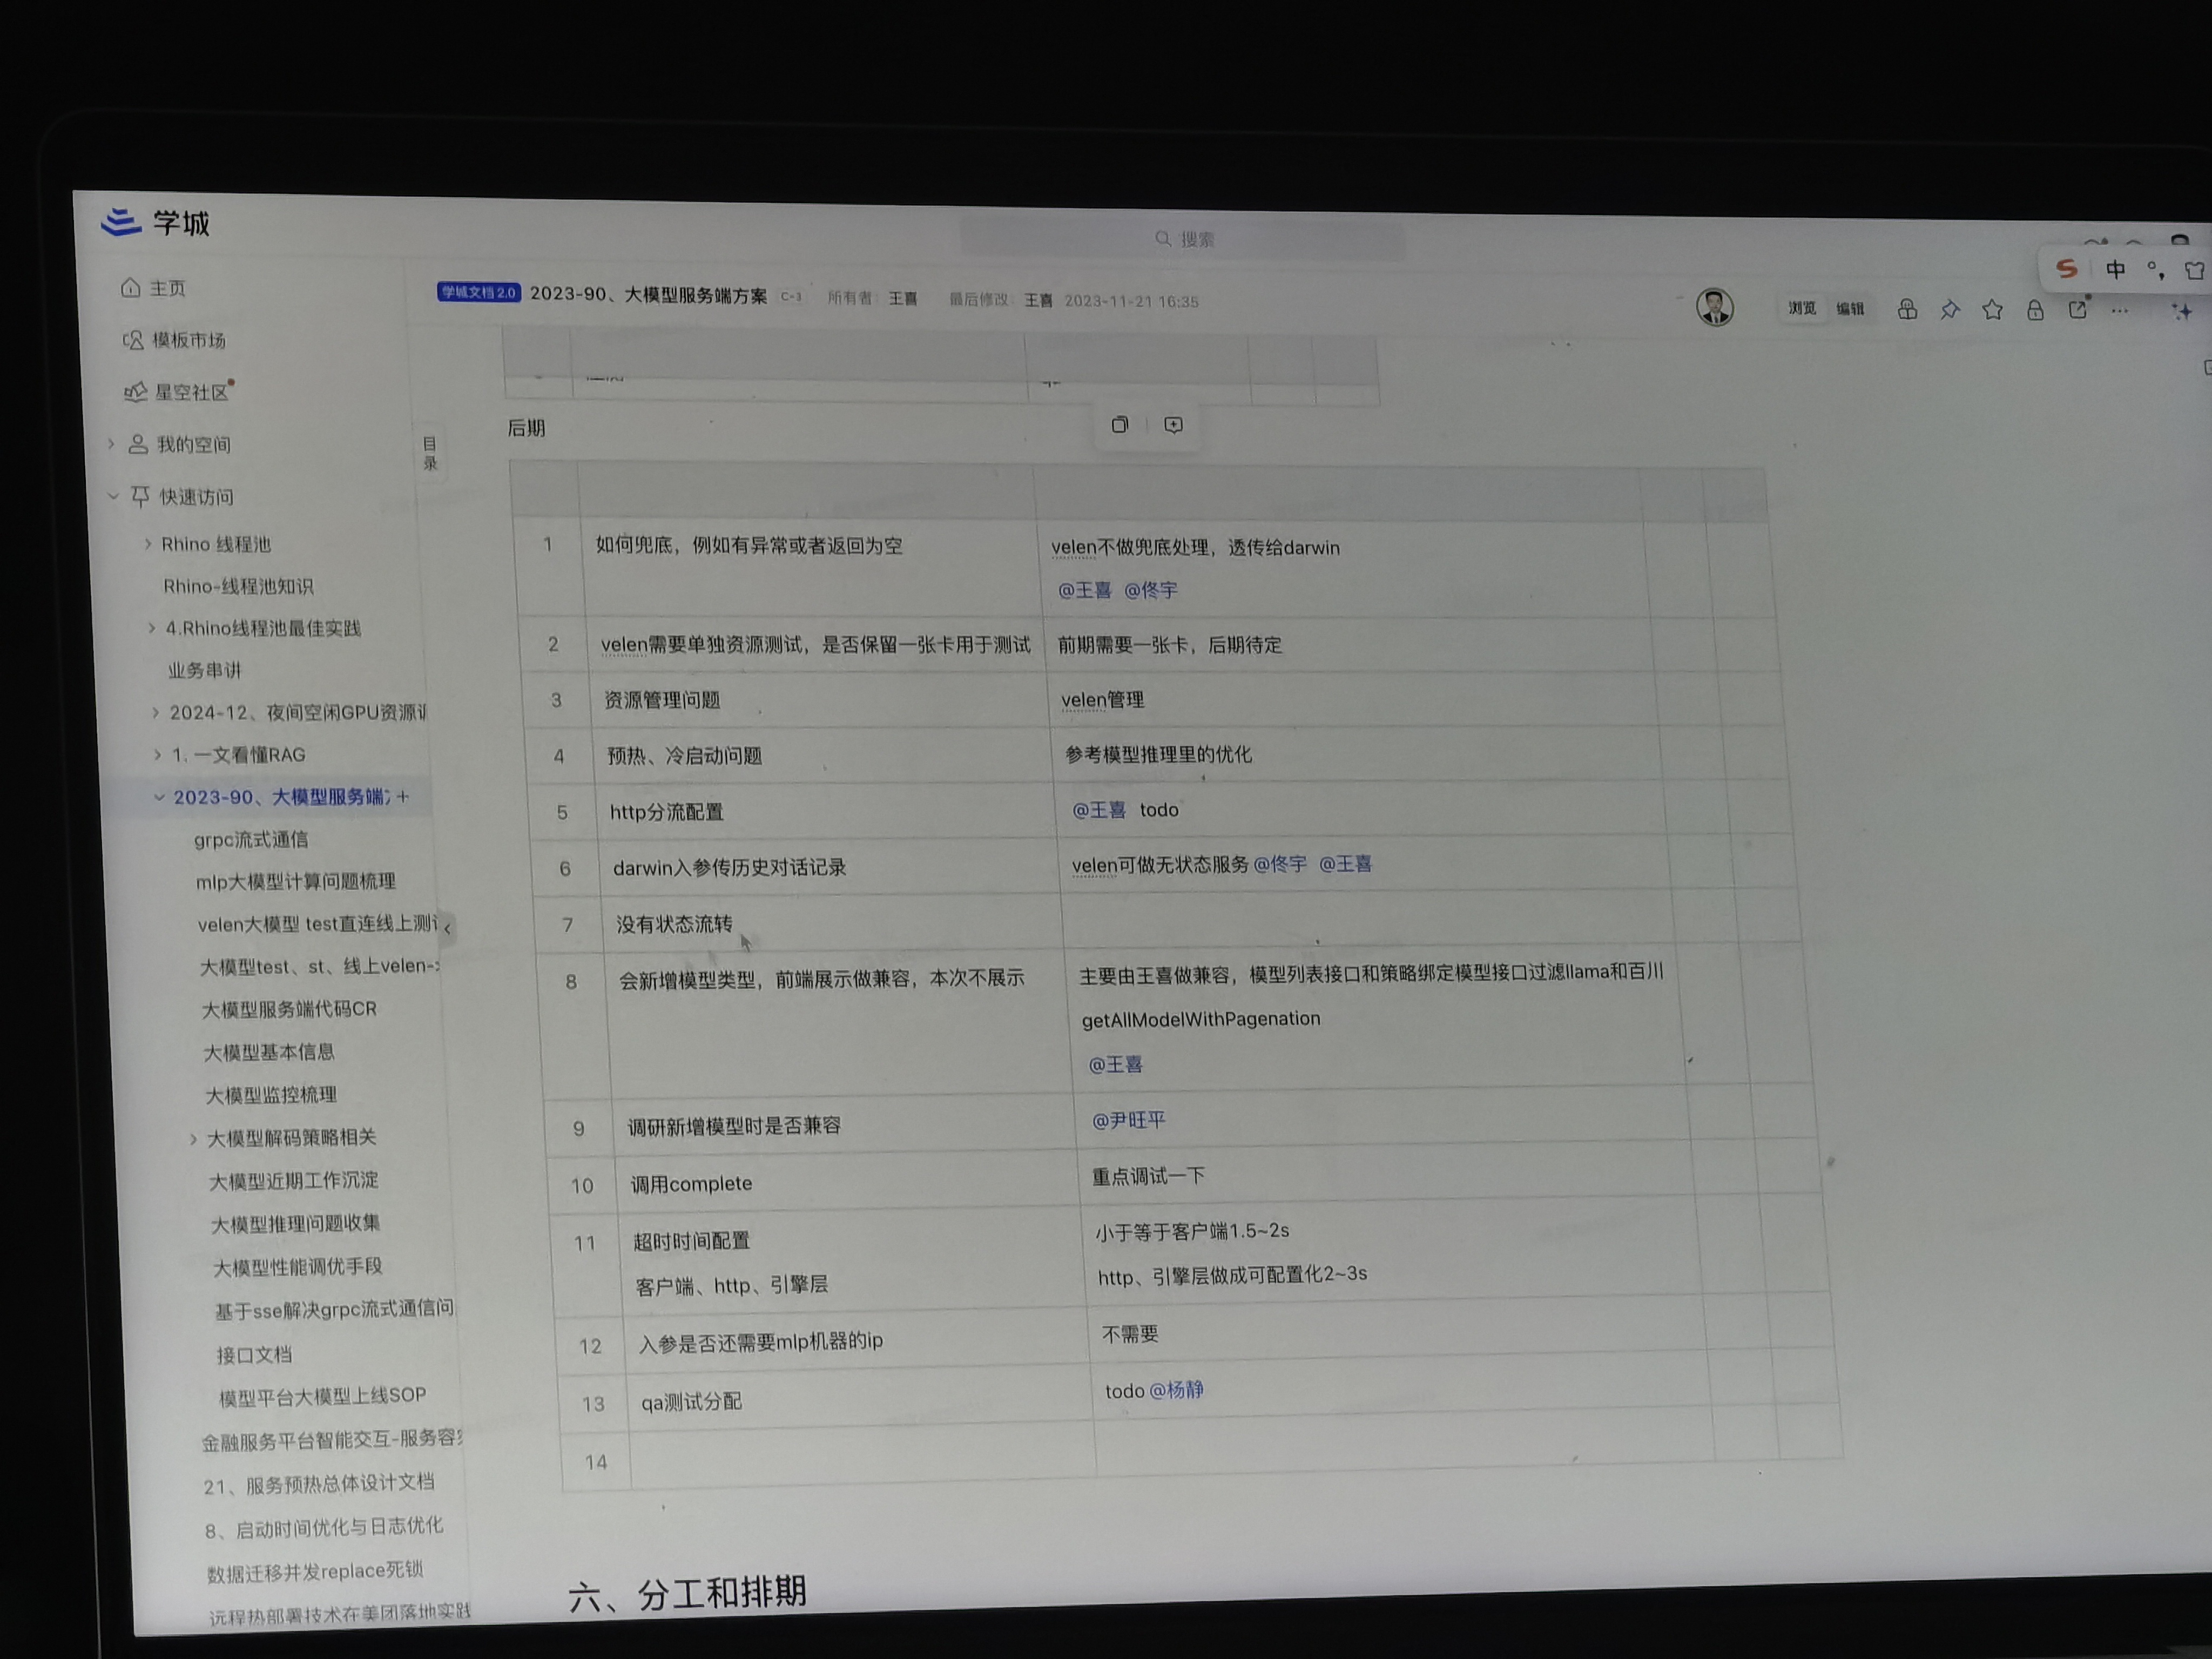 学城
搜索
中
主页
模板市场
星空社区
我的空间
快速访问
Rhino 线程池
Rhino-线程池知识
4.Rhino线程池最佳实践
业务串讲
2024-12、夜间空闲GPU资源
1. 一文看懂RAG
2023-90、大模型服务端
grpc流式通信
mlp大模型计算问题梳理
velen大模型 test直连线上测
大模型test、st、线上velen-
大模型服务端代码CR
大模型基本信息
大模型监控梳理
大模型解码策略相关
大模型近期工作沉淀
大模型推理问题收集
大模型性能调优手段
基于sse解决grpc流式通信问
接口文档
模型平台大模型上线SOP
金融服务平台智能交互-服务容
21、服务预热总体设计文档
8、启动时间优化与日志优化
数据迁移并发replace死锁
远程热部署技术在美团落地实践
学城文档 2.0 2023-90、大模型服务端方案 C-3 所有者 王喜 最后修改 王喜 2023-11-21 16:35
浏览 编辑
目录
后期
1 如何兜底，例如有异常或者返回为空 velen不做兜底处理，透传给darwin
@王喜 @佟宇
2 velen需要单独资源测试，是否保留一张卡用于测试 前期需要一张卡，后期待定
3 资源管理问题 velen管理
4 预热、冷启动问题 参考模型推理里的优化
5 http分流配置 @王喜 todo
6 darwin入参传历史对话记录 velen可做无状态服务 @佟宇 @王喜
7 没有状态流转
8 会新增模型类型，前端展示做兼容，本次不展示 主要由王喜做兼容，模型列表接口和策略绑定模型接口过滤llama和百川
getAllModelWithPagenation
@王喜
9 调研新增模型时是否兼容 @尹旺平
10 调用complete 重点调试一下
11 超时时间配置 小于等于客户端1.5~2s
客户端、http、引擎层 http、引擎层做成可配置化2~3s
12 入参是否还需要mlp机器的ip 不需要
13 qa测试分配 todo @杨静
14
六、分工和排期